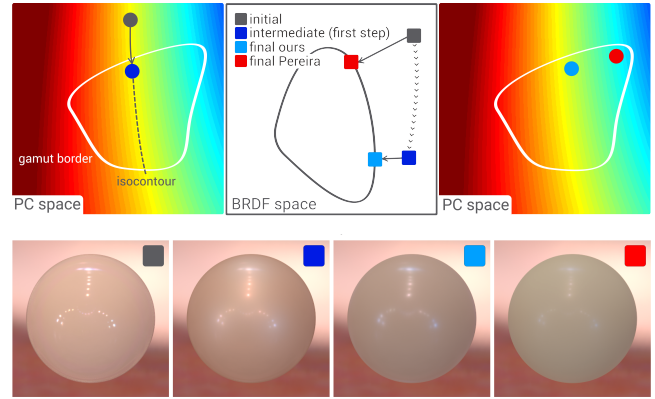 gamut border
isocontour
PC space
initial
intermediate (first step)
final ours
final Pereira
BRDF space
PC space